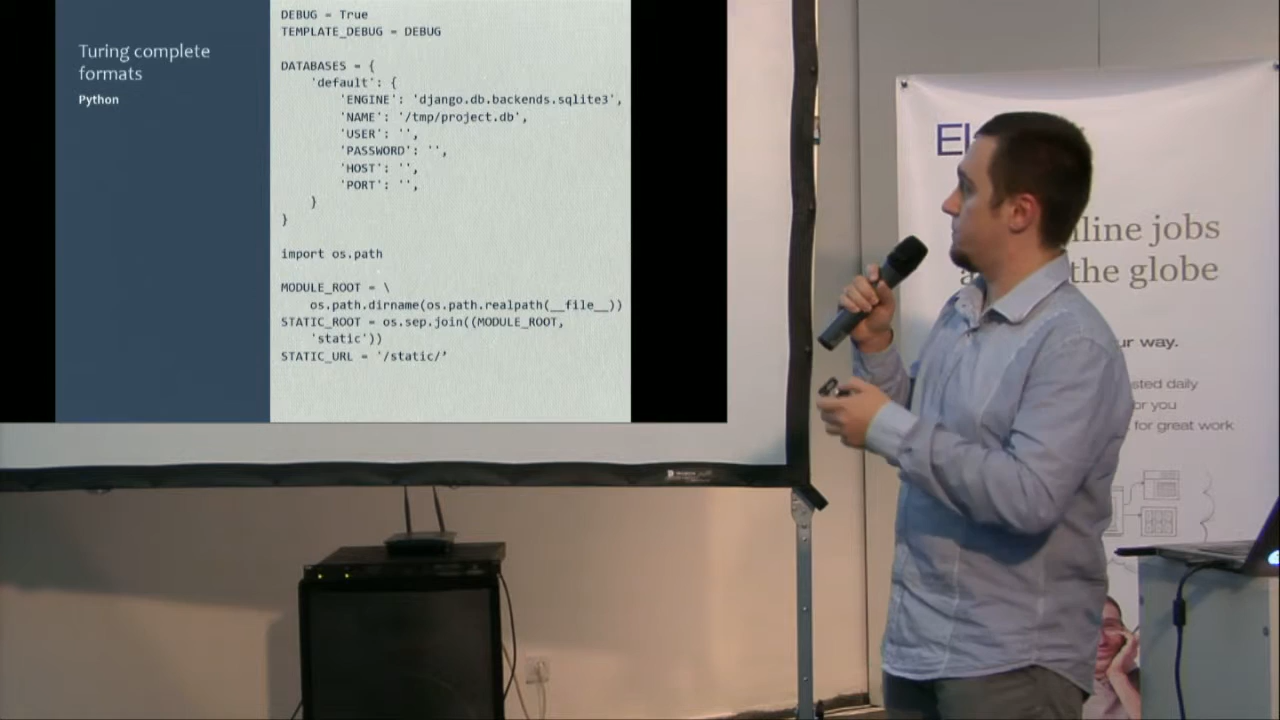 Turing complete
formats
Python
DEBUG = True
TEMPLATE_DEBUG = DEBUG
DATABASES = {
'default': {
'ENGINE': 'django.db.backends.sqlite3',
'NAME': '/tmp/project.db',
'USER': '',
'PASSWORD': '',
'HOST': '',
'PORT': '',
}
}
import os.path
MODULE_ROOT = \
os.path.dirname(os.path.realpath(__file__))
STATIC_ROOT = os.sep.join((MODULE_ROOT,
'static'))
STATIC_URL = '/static/'
El
line jobs
a the globe
ur way.
sted daily
or you
for great work